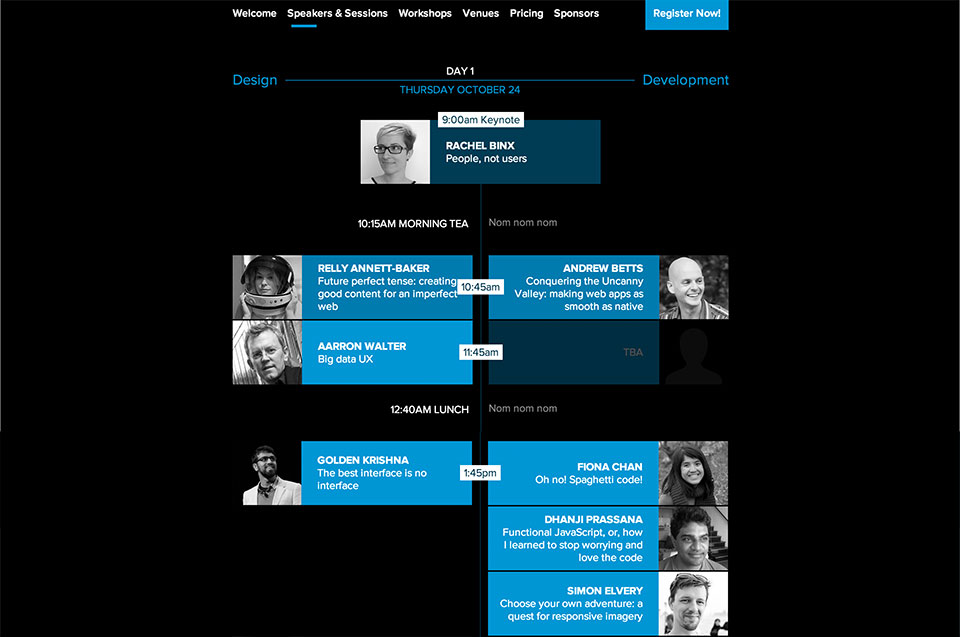 Welcome Speakers & Sessions Workshops Venues Pricing Sponsors Register Now!
DAY 1
Design Development
THURSDAY OCTOBER 24
9:00am Keynote
RACHEL BINX
People, not users
10:15AM MORNING TEA Nom nom nom
RELLY ANNETT-BAKER
Future perfect tense: creating
good content for an imperfect
web
10:45am
ANDREW BETTS
Conquering the Uncanny
Valley: making web apps as
smooth as native
AARRON WALTER
Big data UX
11:45am
TBA
12:40AM LUNCH Nom nom nom
GOLDEN KRISHNA
The best interface is no
interface
1:45pm
FIONA CHAN
Oh no! Spaghetti code!
DHANJI PRASSANA
Functional JavaScript, or, how
I learned to stop worrying and
love the code
SIMON ELVERY
Choose your own adventure: a
quest for responsive imagery